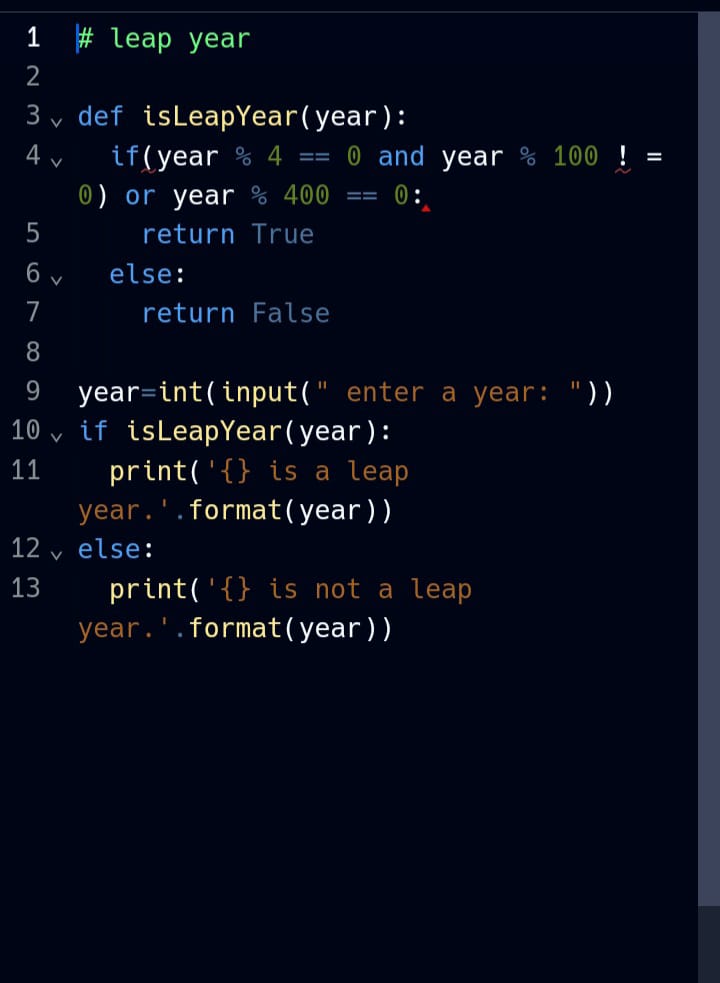 1 # leap year
2
3 def isLeapYear(year):
4   if(year % 4 == 0 and year % 100 ! =
0) or year % 400 == 0:
5     return True
6   else:
7     return False
8
9 year=int(input(" enter a year: "))
10 if isLeapYear(year):
11   print('{} is a leap
year.'.format(year))
12 else:
13   print('{} is not a leap
year.'.format(year))